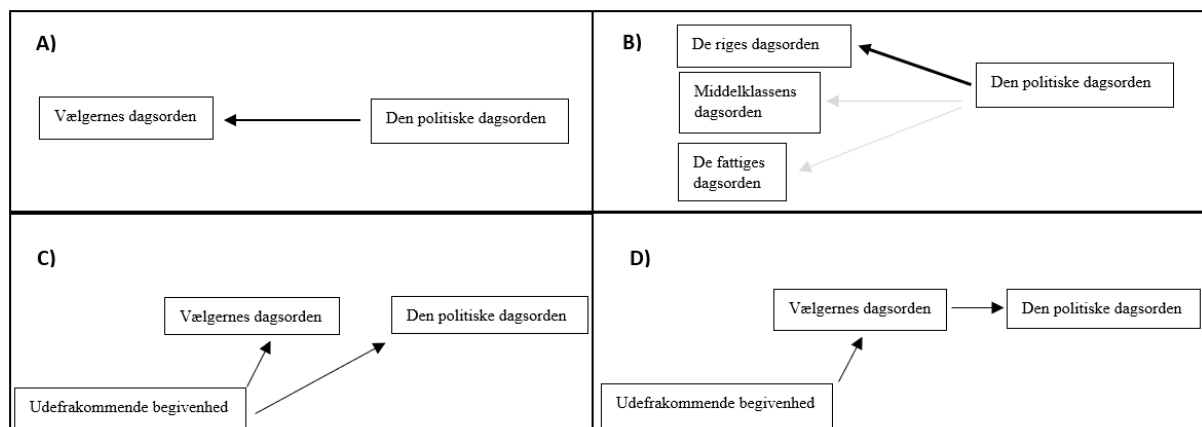 A)
Vælgernes dagsorden
Den politiske dagsorden
B)
De riges dagsorden
Middelklassens
dagsorden
De fattiges
dagsorden
Den politiske dagsorden
C)
Vælgernes dagsorden
Den politiske dagsorden
Udefrakommende begivenhed
D)
Vælgernes dagsorden
Den politiske dagsorden
Udefrakommende begivenhed